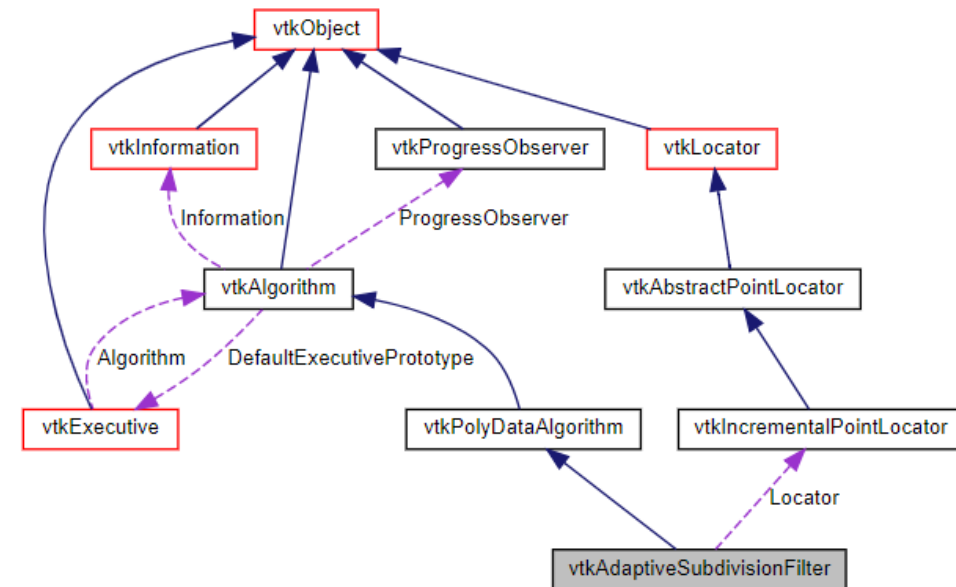 vtkObject
vtkInformation
vtkProgressObserver
vtkLocator
Information
ProgressObserver
vtkAlgorithm
vtkAbstractPointLocator
Algorithm
DefaultExecutivePrototype
vtkExecutive
vtkPolyDataAlgorithm
vtkIncrementalPointLocator
Locator
vtkAdaptiveSubdivisionFilter